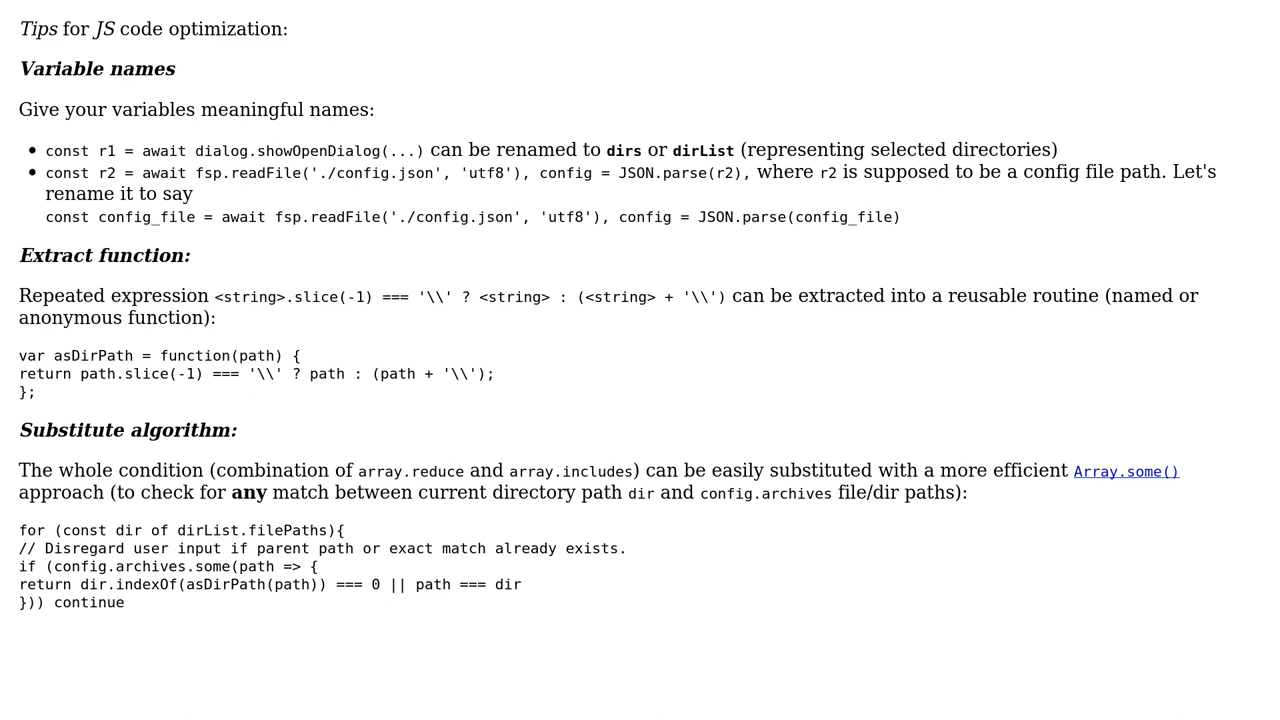 Tips for JS code optimization:
Variable names
Give your variables meaningful names:
• const r1 = await dialog.showOpenDialog(...) can be renamed to dirs or dirList (representing selected directories)
• const r2 = await fsp.readFile('./config.json', 'utf8'), config = JSON.parse(r2), where r2 is supposed to be a config file path. Let's
rename it to say
const config_file = await fsp.readFile('./config.json', 'utf8'), config = JSON.parse(config_file)
Extract function:
Repeated expression <string>.slice(-1) === '\\' ? <string> : (<string> + '\\') can be extracted into a reusable routine (named or
anonymous function):
var asDirPath = function(path) {
return path.slice(-1) === '\\' ? path : (path + '\\');
};
Substitute algorithm:
The whole condition (combination of array.reduce and array.includes) can be easily substituted with a more efficient Array.some()
approach (to check for any match between current directory path dir and config.archives file/dir paths):
for (const dir of dirList.filePaths){
// Disregard user input if parent path or exact match already exists.
if (config.archives.some(path => {
return dir.indexOf(asDirPath(path)) === 0 || path === dir
})) continue